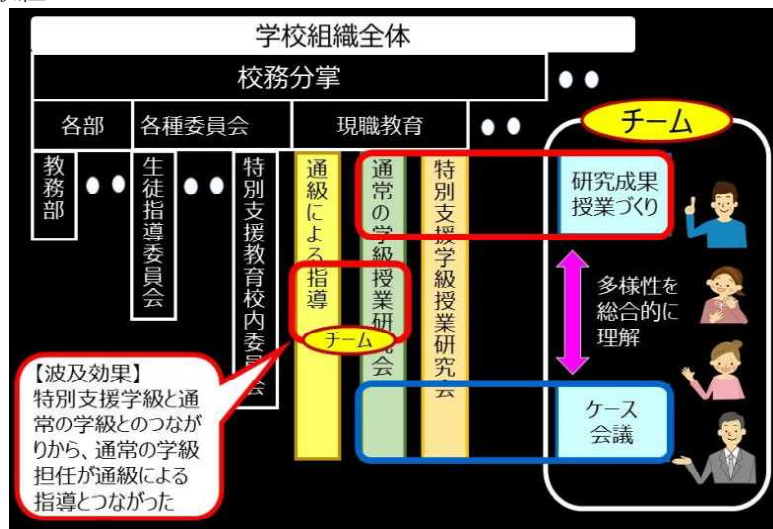 学校組織全体
校務分掌
●●
各部
各種委員会
現職教育
●●
チーム
教務部
●●
生徒指導委員会
●●
特別支援教育校内委員会
通級による指導
通常の学級授業研究会
特別支援学級授業研究会
チーム
研究成果
授業づくり
多様性を
総合的に
理解
ケース
会議
【波及効果】
特別支援学級と通
常の学級とのつなが
りから、通常の学級
担任が通級による
指導とつながった